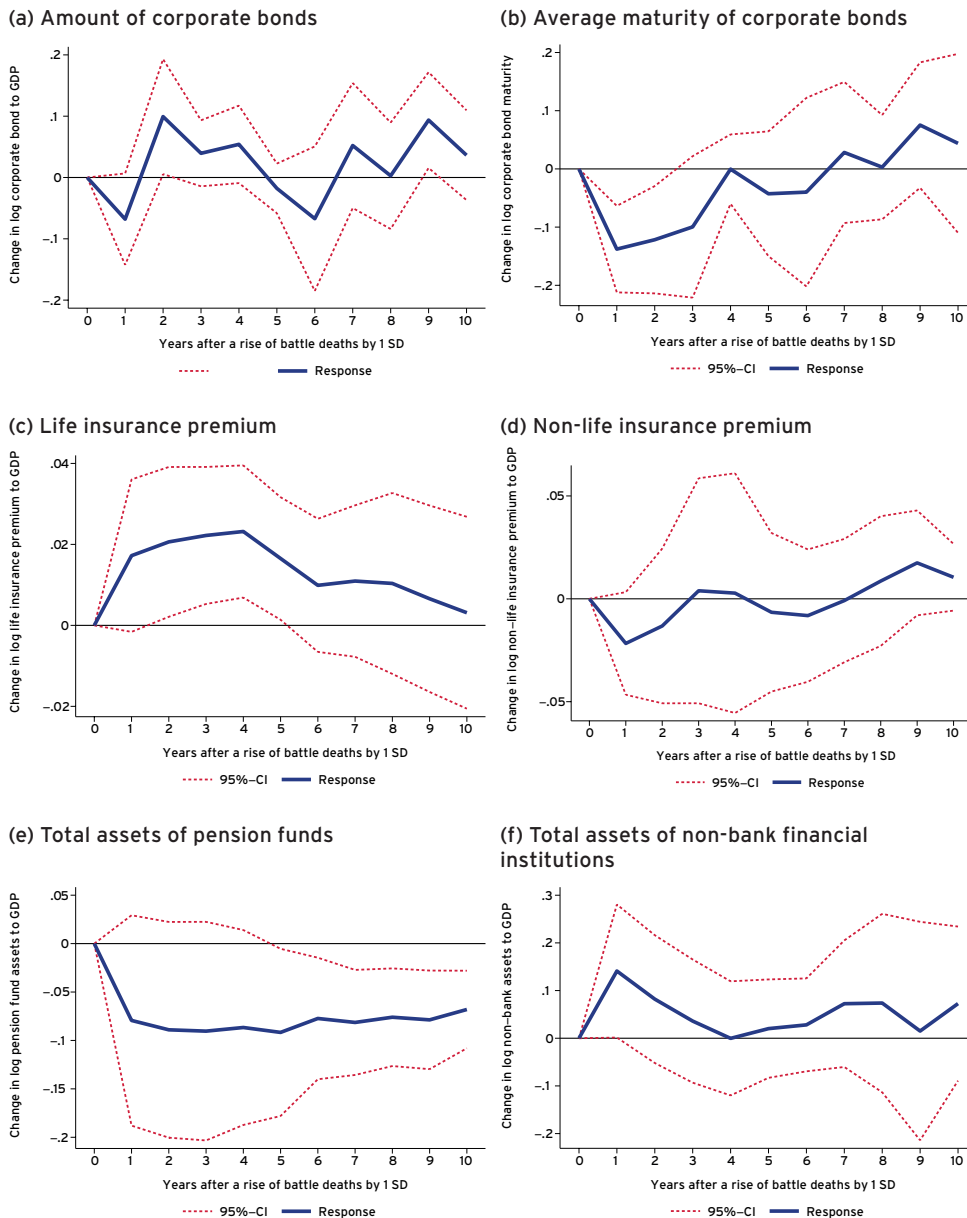 (a) Amount of corporate bonds
Change in log corporate bond to GDP
.2
.1
0
–.1
–.2
0 1 2 3 4 5 6 7 8 9 10
Years after a rise of battle deaths by 1 SD
Response
(b) Average maturity of corporate bonds
Change in log corporate bond maturity
.2
.1
0
–.1
–.2
0 1 2 3 4 5 6 7 8 9 10
Years after a rise of battle deaths by 1 SD
95%–CI Response
(c) Life insurance premium
Change in log life insurance premium to GDP
.04
.02
0
–.02
0 1 2 3 4 5 6 7 8 9 10
Years after a rise of battle deaths by 1 SD
95%–CI Response
(d) Non-life insurance premium
Change in log non–life insurance premium to GDP
.05
0
–.05
0 1 2 3 4 5 6 7 8 9 10
Years after a rise of battle deaths by 1 SD
95%–CI Response
(e) Total assets of pension funds
Change in log pension fund assets to GDP
.05
0
–.05
–.1
–.15
–.2
0 1 2 3 4 5 6 7 8 9 10
Years after a rise of battle deaths by 1 SD
95%–CI Response
(f) Total assets of non-bank financial
institutions
Change in log non–bank assets to GDP
.3
.2
.1
0
–.1
–.2
0 1 2 3 4 5 6 7 8 9 10
Years after a rise of battle deaths by 1 SD
95%–CI Response